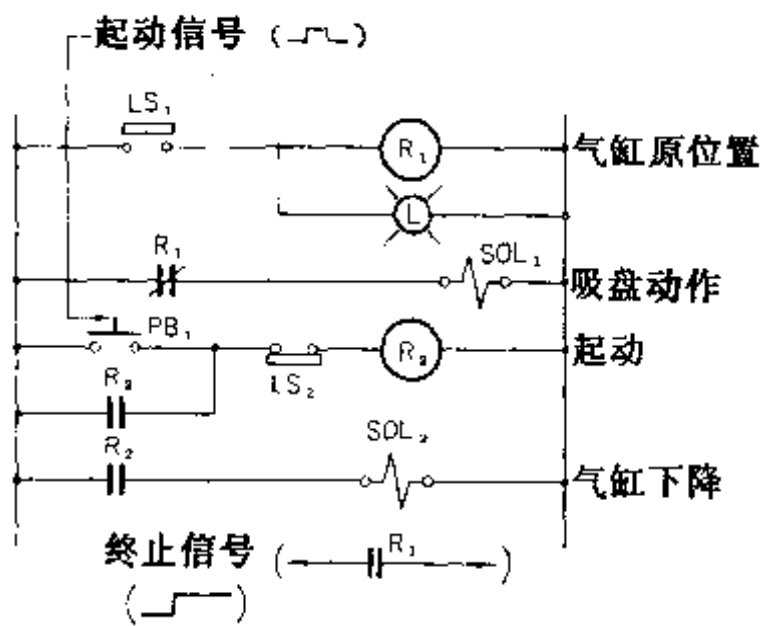 起动信号
LS₁
R₁
气缸原位置
L
R₁
SOL₁
吸盘动作
PB₁
R₂
起动
LS₂
R₂
R₂
SOL₂
气缸下降
终止信号
R₁